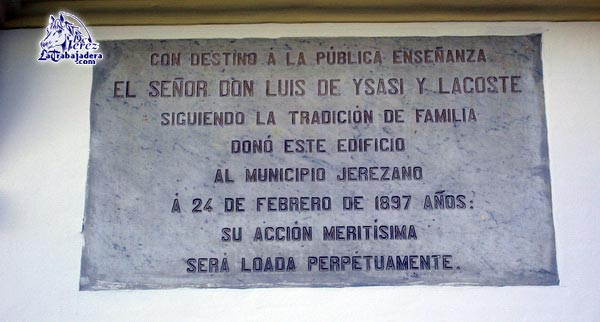 Jerez
LaTrabajadera
.com
CON DESTINO Á LA PÚBLICA ENSEÑANZA
EL SEÑOR DON LUIS DE YSASI Y LACOSTE
SIGUIENDO LA TRADICIÓN DE FAMILIA
DONÓ ESTE EDIFICIO
AL MUNICIPIO JEREZANO
Á 24 DE FEBRERO DE 1897 AÑOS:
SU ACCIÓN MERITÍSIMA
SERÁ LOADA PERPÉTUAMENTE.